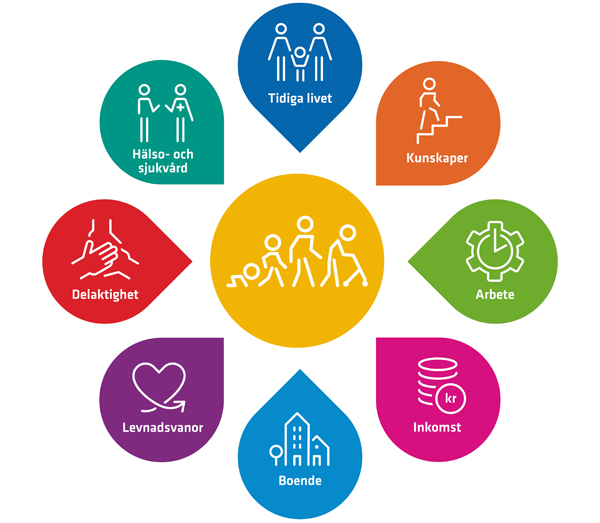 Tidiga livet
Kunskaper
Arbete
kr
Inkomst
Boende
Levnadsvanor
Delaktighet
Hälso- och
sjukvård